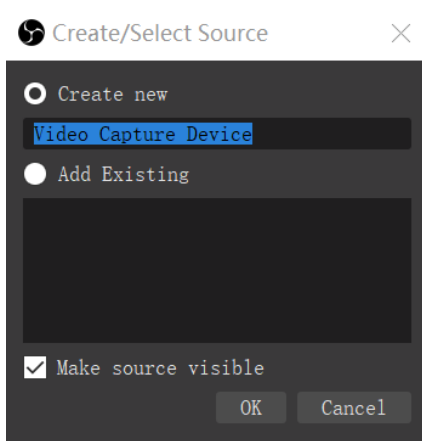 Create/Select Source
Create new
Video Capture Device
Add Existing
Make source visible
OK Cancel